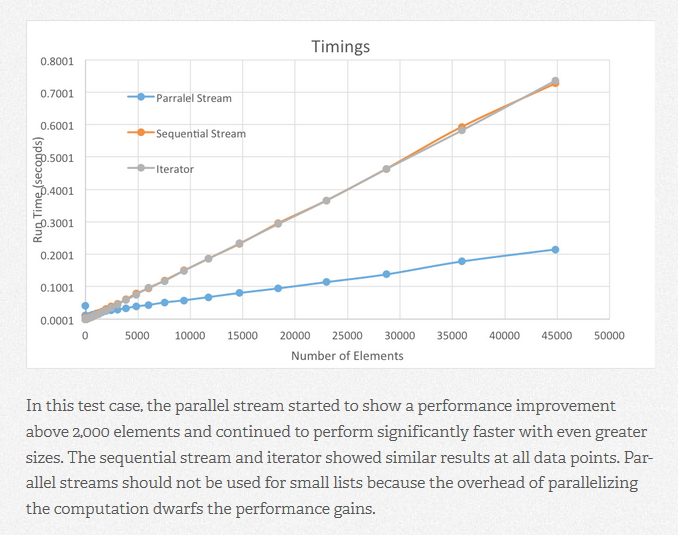 Timings
0.8001
0.7001
0.6001
0.5001
0.4001
0.3001
0.2001
0.1001
0.0001
Run Time (seconds)
Parralel Stream
Sequential Stream
Iterator
0 5000 10000 15000 20000 25000 30000 35000 40000 45000 50000
Number of Elements
In this test case, the parallel stream started to show a performance improvement
above 2,000 elements and continued to perform significantly faster with even greater
sizes. The sequential stream and iterator showed similar results at all data points. Par-
allel streams should not be used for small lists because the overhead of parallelizing
the computation dwarfs the performance gains.